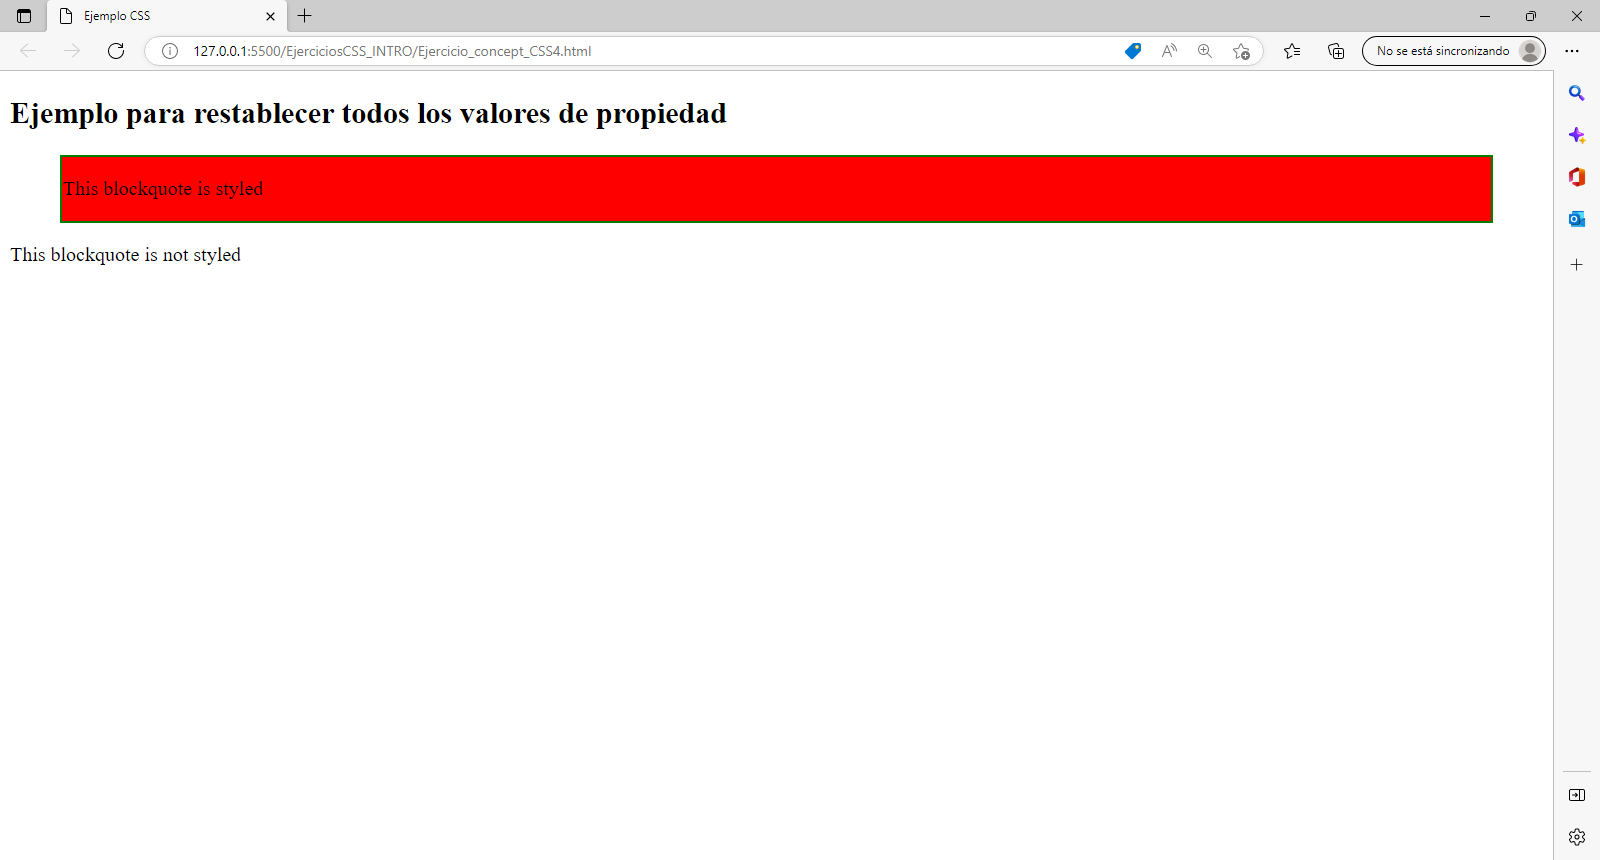 Ejemplo CSS
127.0.0.1:5500/EjerciciosCSS_INTRO/Ejercicio_concept_CSS4.html
No se está sincronizando
Ejemplo para restablecer todos los valores de propiedad
This blockquote is styled
This blockquote is not styled